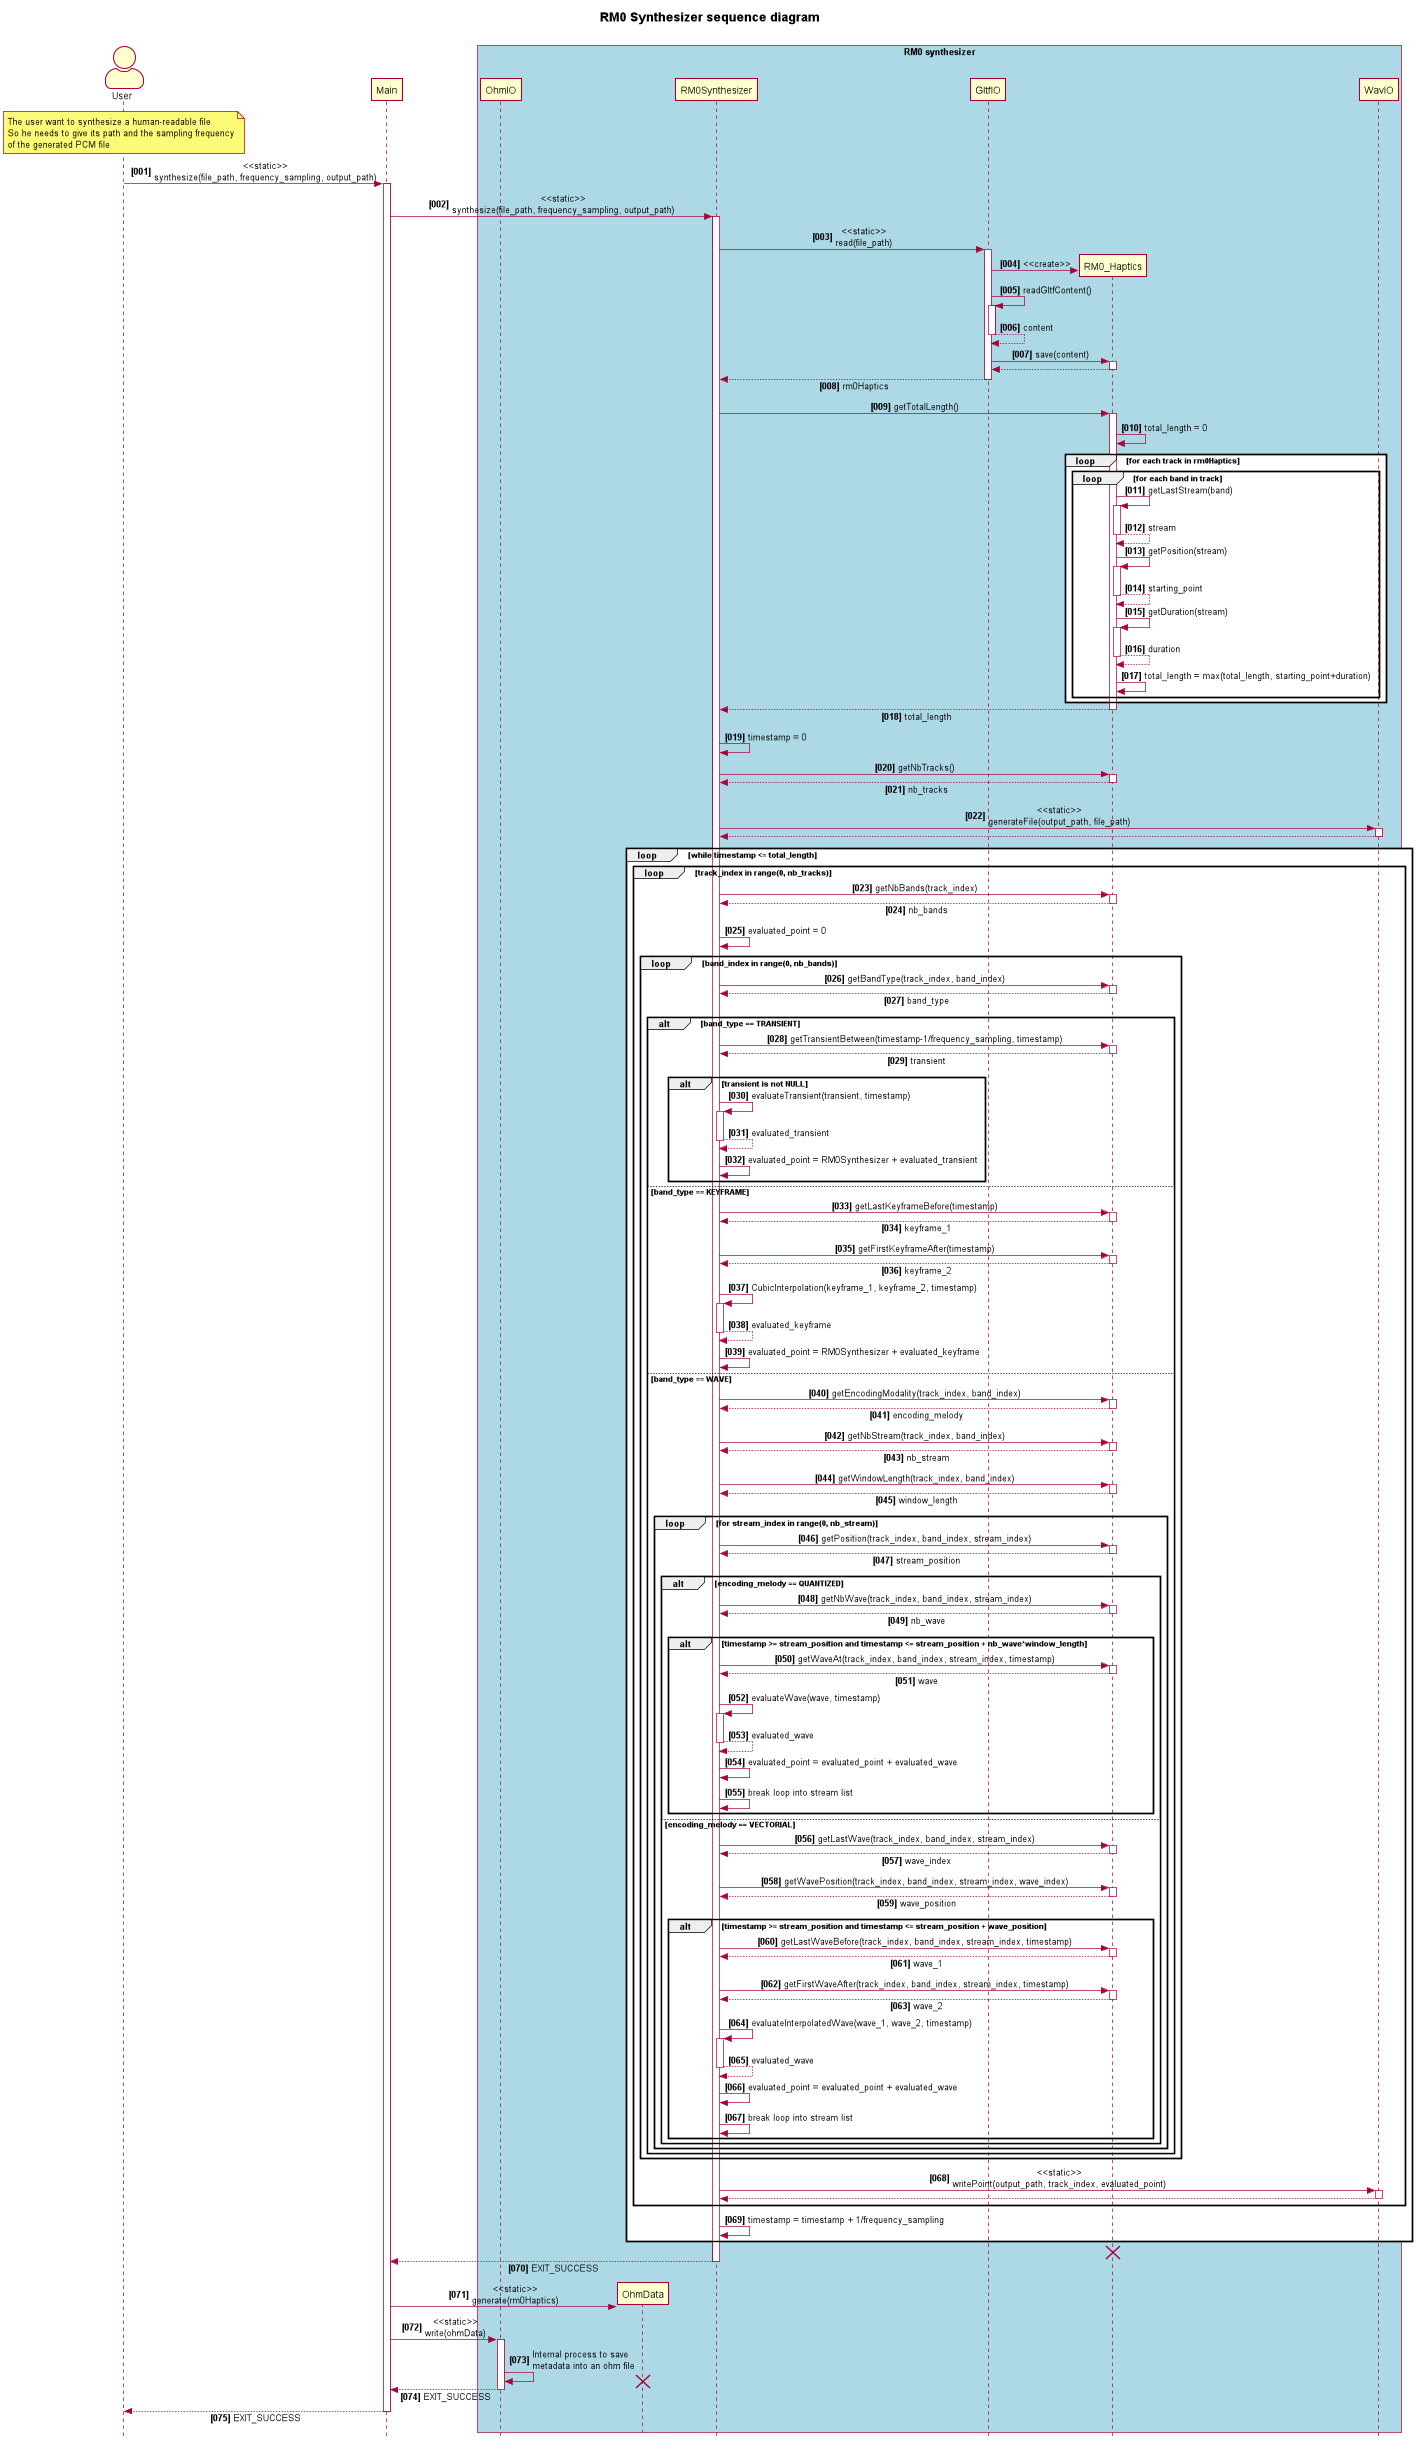 RM0 Synthesizer sequence diagram
RM0 synthesizer
User
Main
OhmIO
RM0Synthesizer
GltfIO
WavIO
The user want to synthesize a human-readable file
So he needs to give its path and the sampling frequency
of the generated PCM file
<<static>>
[001] synthesize(file_path, frequency_sampling, output_path)
<<static>>
[002] synthesize(file_path, frequency_sampling, output_path)
<<static>>
[003] read(file_path)
[004] <<create>>
RM0_Haptics
[005] readGltfContent()
[006] content
[007] save(content)
[008] rm0Haptics
[009] getTotalLength()
[010] total_length = 0
loop [for each track in rm0Haptics]
loop [for each band in track]
[011] getLastStream(band)
[012] stream
[013] getPosition(stream)
[014] starting_point
[015] getDuration(stream)
[016] duration
[017] total_length = max(total_length, starting_point+duration)
[018] total_length
[019] timestamp = 0
[020] getNbTracks()
[021] nb_tracks
<<static>>
[022] generateFile(output_path, file_path)
loop [while timestamp <= total_length]
loop [track_index in range(0, nb_tracks)]
[023] getNbBands(track_index)
[024] nb_bands
[025] evaluated_point = 0
loop [band_index in range(0, nb_bands)]
[026] getBandType(track_index, band_index)
[027] band_type
alt [band_type == TRANSIENT]
[028] getTransientBetween(timestamp-1/frequency_sampling, timestamp)
[029] transient
alt [transient is not NULL]
[030] evaluateTransient(transient, timestamp)
[031] evaluated_transient
[032] evaluated_point = RM0Synthesizer + evaluated_transient
[band_type == KEYFRAME]
[033] getLastKeyframeBefore(timestamp)
[034] keyframe_1
[035] getFirstKeyframeAfter(timestamp)
[036] keyframe_2
[037] CubicInterpolation(keyframe_1, keyframe_2, timestamp)
[038] evaluated_keyframe
[039] evaluated_point = RM0Synthesizer + evaluated_keyframe
[band_type == WAVE]
[040] getEncodingModality(track_index, band_index)
[041] encoding_melody
[042] getNbStream(track_index, band_index)
[043] nb_stream
[044] getWindowLength(track_index, band_index)
[045] window_length
loop [for stream_index in range(0, nb_stream)]
[046] getPosition(track_index, band_index, stream_index)
[047] stream_position
alt [encoding_melody == QUANTIZED]
[048] getNbWave(track_index, band_index, stream_index)
[049] nb_wave
alt [timestamp >= stream_position and timestamp <= stream_position + nb_wave*window_length]
[050] getWaveAt(track_index, band_index, stream_index, timestamp)
[051] wave
[052] evaluateWave(wave, timestamp)
[053] evaluated_wave
[054] evaluated_point = evaluated_point + evaluated_wave
[055] break loop into stream list
[encoding_melody == VECTORIAL]
[056] getLastWave(track_index, band_index, stream_index)
[057] wave_index
[058] getWavePosition(track_index, band_index, stream_index, wave_index)
[059] wave_position
alt [timestamp >= stream_position and timestamp <= stream_position + wave_position]
[060] getLastWaveBefore(track_index, band_index, stream_index, timestamp)
[061] wave_1
[062] getFirstWaveAfter(track_index, band_index, stream_index, timestamp)
[063] wave_2
[064] evaluateInterpolatedWave(wave_1, wave_2, timestamp)
[065] evaluated_wave
[066] evaluated_point = evaluated_point + evaluated_wave
[067] break loop into stream list
<<static>>
[068] writePoint(output_path, track_index, evaluated_point)
[069] timestamp = timestamp + 1/frequency_sampling
[070] EXIT_SUCCESS
<<static>>
[071] generate(rm0Haptics)
OhmData
<<static>>
[072] write(ohmData)
[073] Internal process to save
metadata into an ohm file
[074] EXIT_SUCCESS
[075] EXIT_SUCCESS